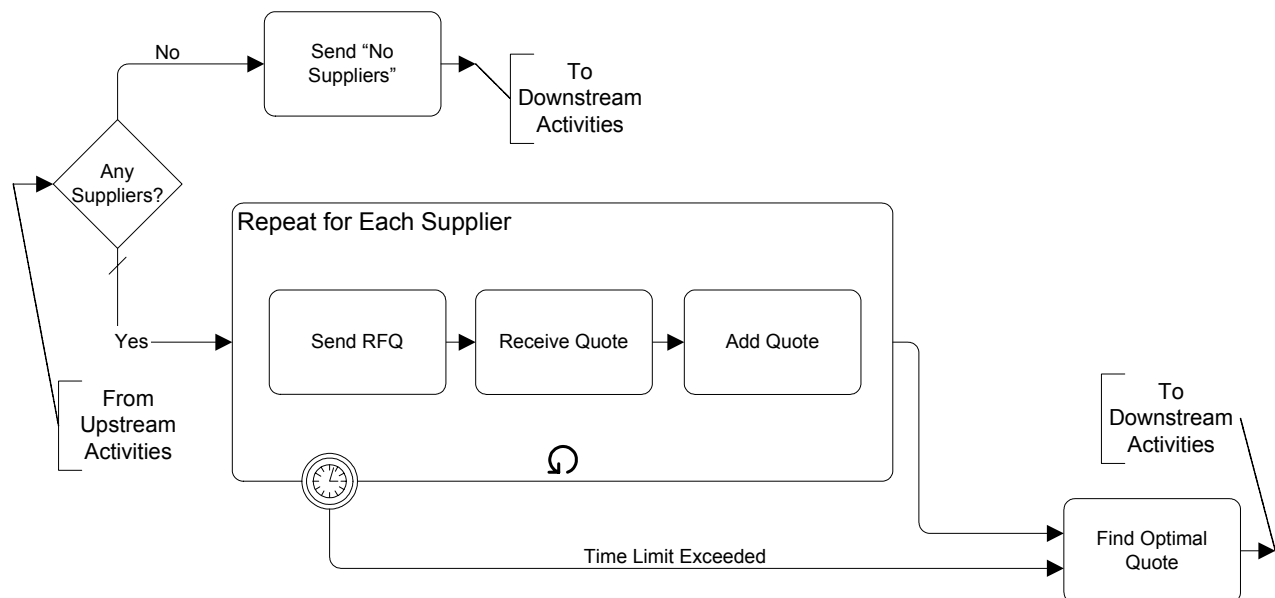 No
Send “No
Suppliers”
To
Downstream
Activities
Any
Suppliers?
Repeat for Each Supplier
Send RFQ
Receive Quote
Add Quote
Yes
From
Upstream
Activities
To
Downstream
Activities
Time Limit Exceeded
Find Optimal
Quote